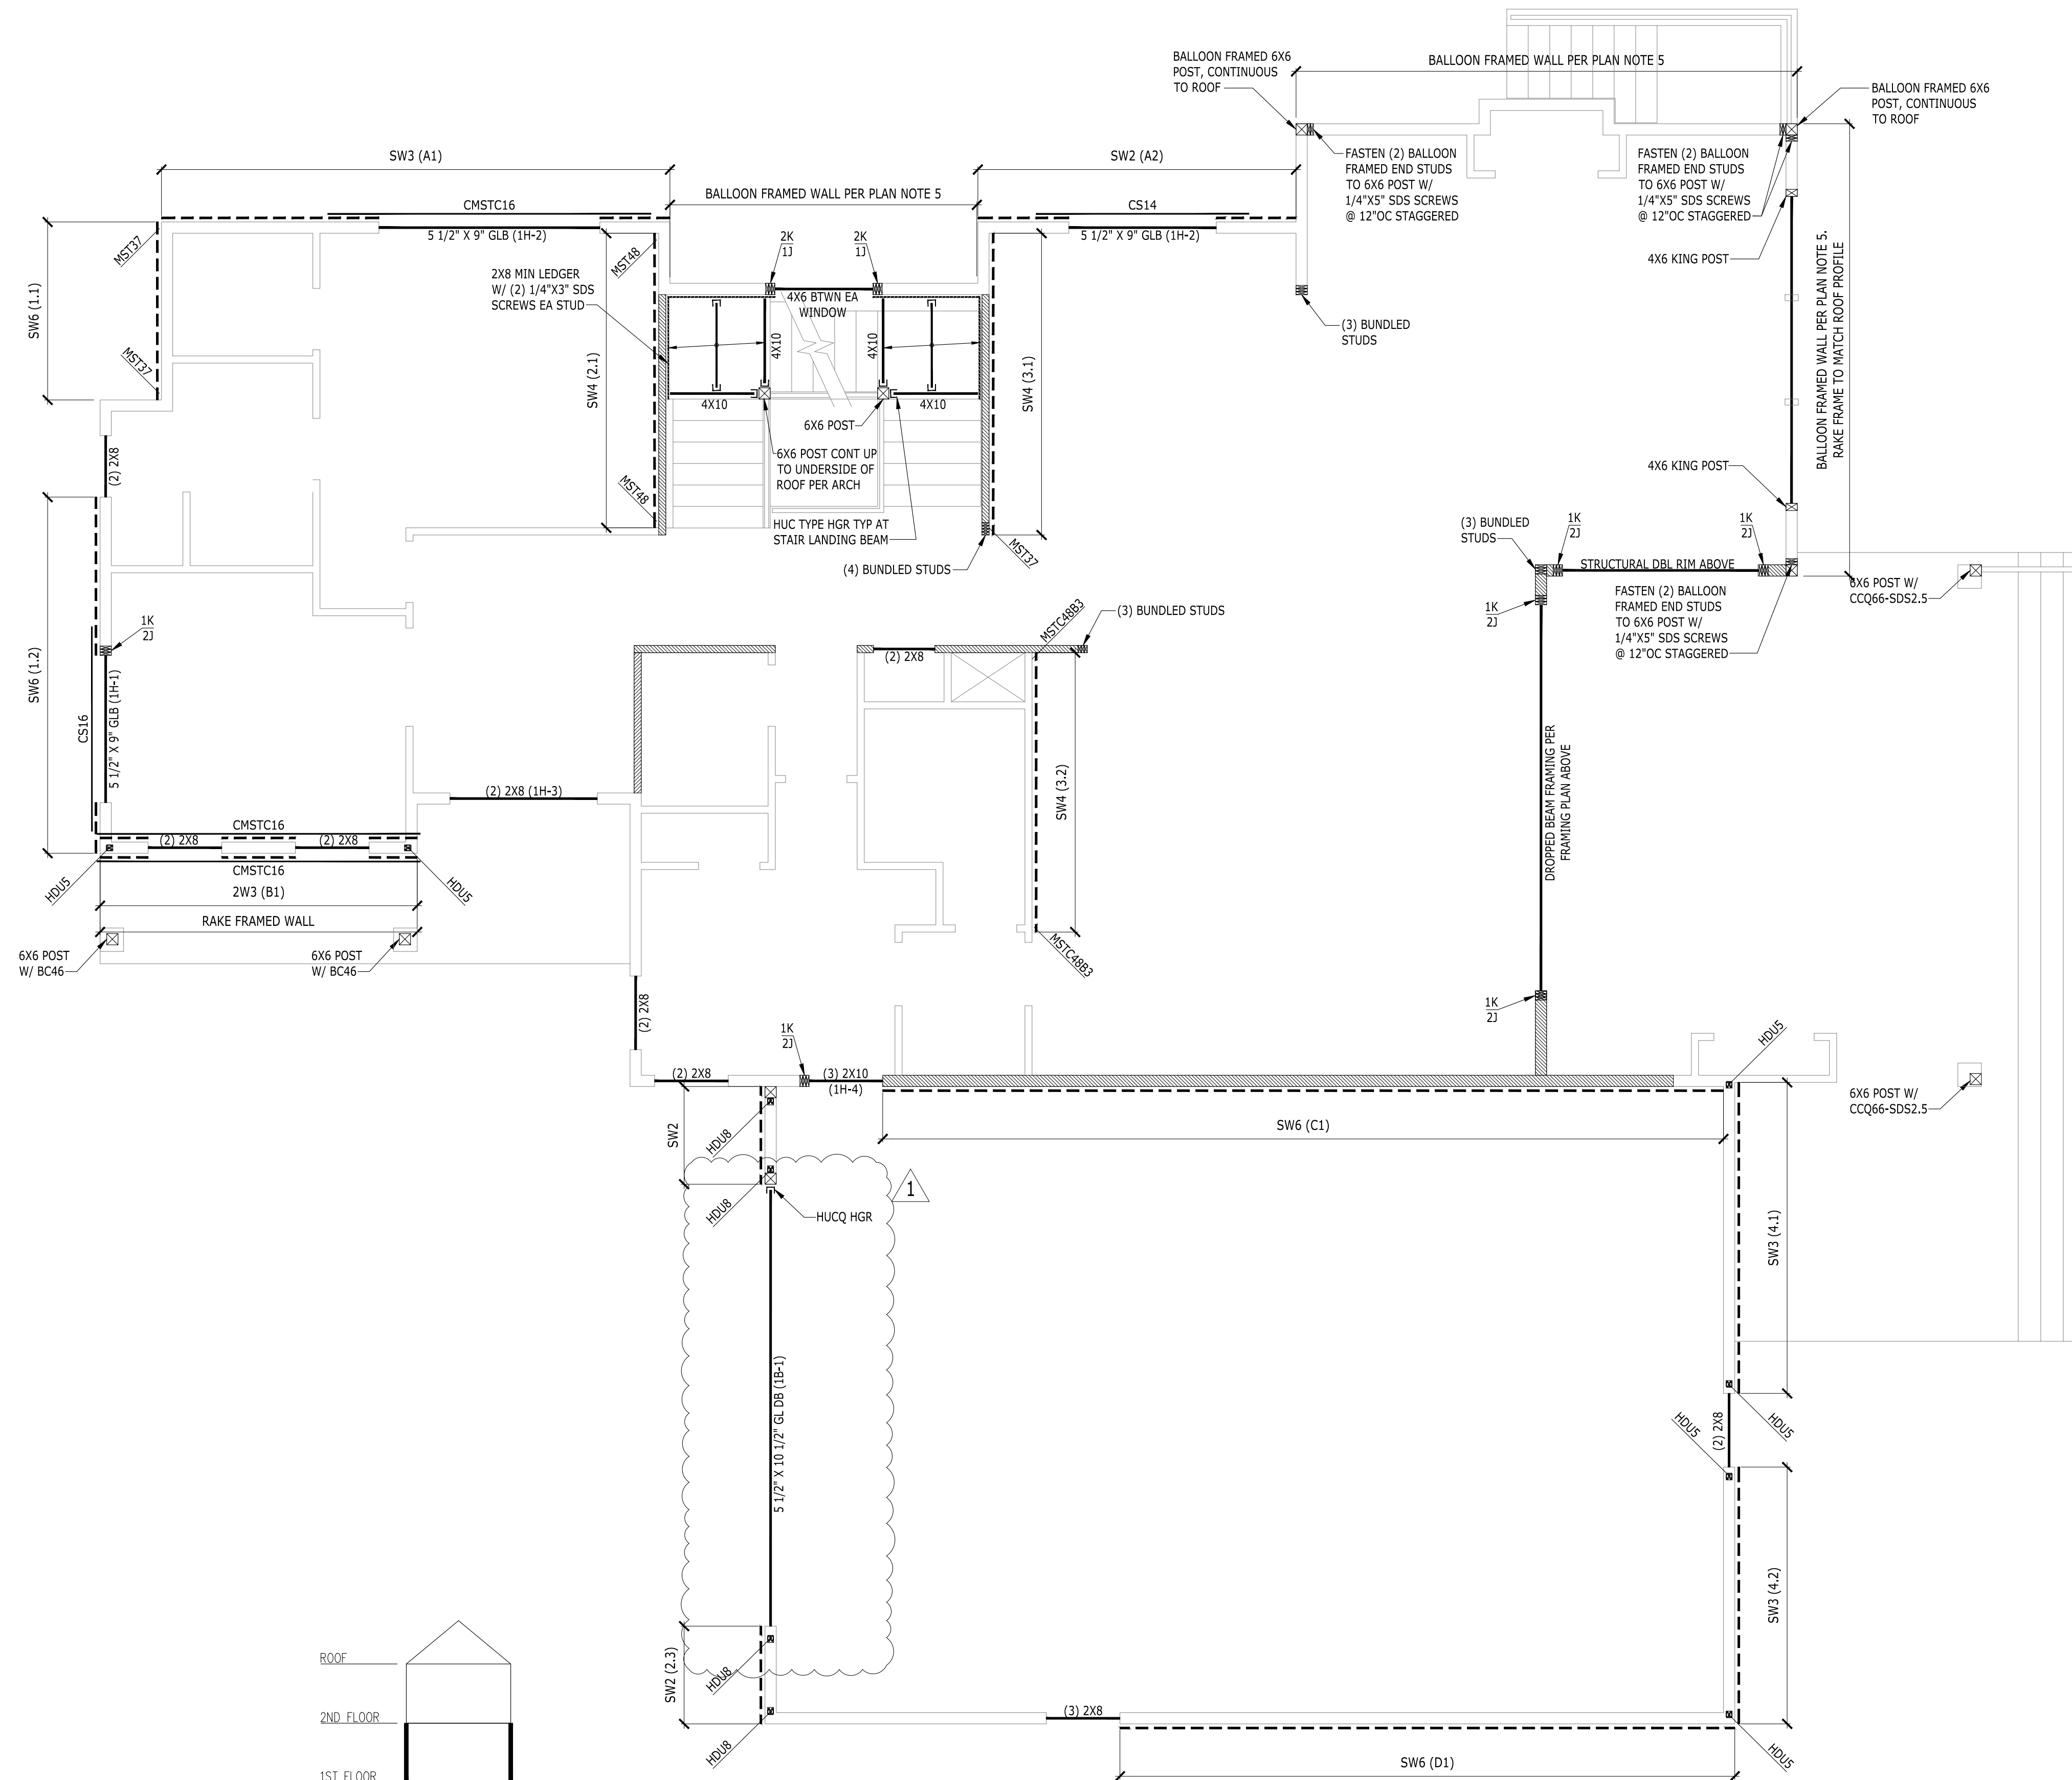 BALLOON FRAMED 6X6
POST, CONTINUOUS
TO ROOF
BALLOON FRAMED WALL PER PLAN NOTE 5
BALLOON FRAMED 6X6
POST, CONTINUOUS
TO ROOF
SW3 (A1)
SW2 (A2)
FASTEN (2) BALLOON
FRAMED END STUDS
TO 6X6 POST W/
1/4"X5" SDS SCREWS
@ 12"OC STAGGERED
FASTEN (2) BALLOON
FRAMED END STUDS
TO 6X6 POST W/
1/4"X5" SDS SCREWS
@ 12"OC STAGGERED
BALLOON FRAMED WALL PER PLAN NOTE 5
CMSTC16
CS14
5 1/2" X 9" GLB (1H-2)
5 1/2" X 9" GLB (1H-2)
MST37
MST48
2K
1J
2K
1J
4X6 KING POST
2X8 MIN LEDGER
W/ (2) 1/4"X3" SDS
SCREWS EA STUD
4X6 BTWN EA
WINDOW
SW6 (1.1)
(3) BUNDLED
STUDS
BALLOON FRAMED WALL PER PLAN NOTE 5.
RAKE FRAME TO MATCH ROOF PROFILE
4X10
4X10
MST37
SW4 (2.1)
SW4 (3.1)
4X10
4X10
6X6 POST
6X6 POST CONT UP
TO UNDERSIDE OF
ROOF PER ARCH
(2) 2X8
4X6 KING POST
MST48
HUC TYPE HGR TYP AT
STAIR LANDING BEAM
(3) BUNDLED
STUDS
1K
2J
1K
2J
MST37
(4) BUNDLED STUDS
STRUCTURAL DBL RIM ABOVE
6X6 POST W/
CCQ66-SDS2.5
FASTEN (2) BALLOON
FRAMED END STUDS
TO 6X6 POST W/
1/4"X5" SDS SCREWS
@ 12"OC STAGGERED
1K
2J
MSTC48B3
(3) BUNDLED STUDS
1K
2J
(2) 2X8
SW6 (1.2)
CS16
5 1/2" X 9" GLB (1H-1)
(2) 2X8 (1H-3)
SW4 (3.2)
DROPPED BEAM FRAMING PER
FRAMING PLAN ABOVE
CMSTC16
(2) 2X8
(2) 2X8
CMSTC16
HDU5
HDU5
2W3 (B1)
RAKE FRAMED WALL
MSTC48B3
6X6 POST
W/ BC46
6X6 POST
W/ BC46
(2) 2X8
1K
2J
1K
2J
HDU5
(2) 2X8
(3) 2X10
(1H-4)
6X6 POST W/
CCQ66-SDS2.5
SW2
HDU8
SW6 (C1)
HDU8
1
HUCQ HGR
SW3 (4.1)
5 1/2" X 10 1/2" GL DB (1B-1)
HDU5
(2) 2X8
HDU5
SW3 (4.2)
ROOF
SW2 (2.3)
HDU8
2ND FLOOR
(3) 2X8
HDU8
HDU5
SW6 (D1)
1ST FLOOR